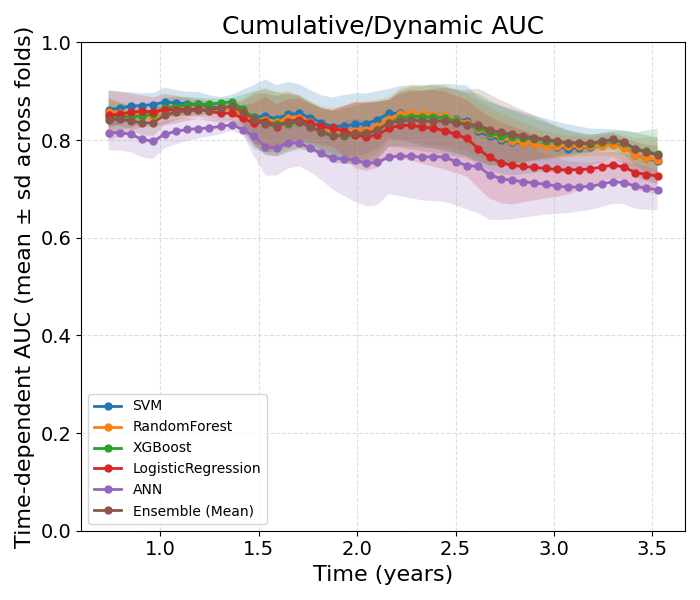 Cumulative/Dynamic AUC
Time-dependent AUC (mean ± sd across folds)
1.0
0.8
0.6
0.4
0.2
0.0
SVM
RandomForest
XGBoost
LogisticRegression
ANN
Ensemble (Mean)
1.0 1.5 2.0 2.5 3.0 3.5
Time (years)